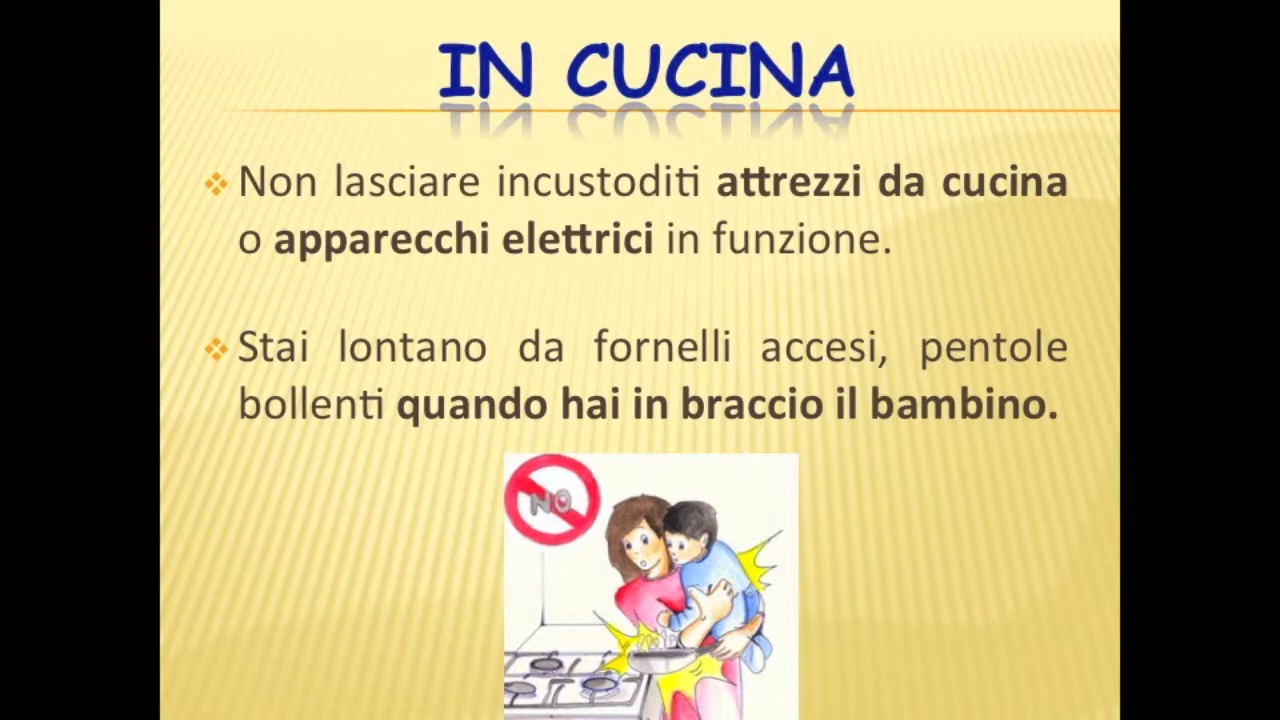 IN CUCINA
Non lasciare incustoditi attrezzi da cucina
o apparecchi elettrici in funzione.
Stai lontano da fornelli accesi, pentole
bollenti quando hai in braccio il bambino.
NO